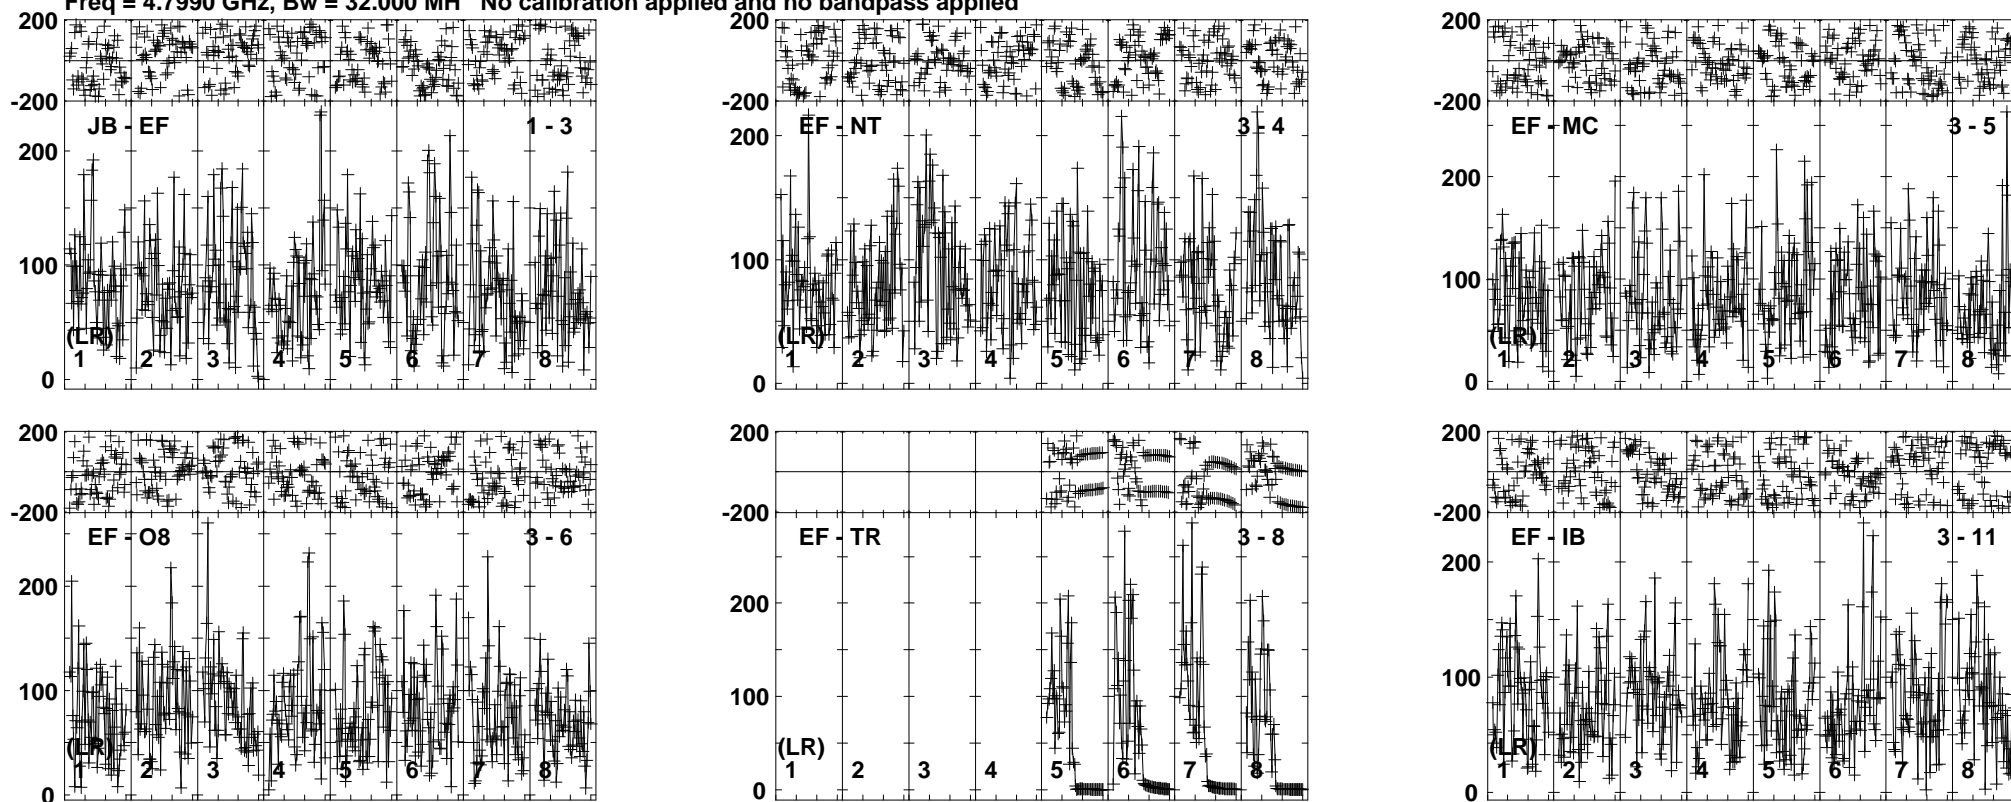 Freq = 4.7990 GHz, Bw = 32.000 MH No calibration applied and no bandpass applied
200
-200
JB - EF 1 - 3
200
100
(LR)
1 2 3 4 5 6 7 8
0
EF - NT 3 - 4
200
100
(LR)
1 2 3 4 5 6 7 8
0
200
-200
EF - MC 3 - 5
200
100
(LR)
1 2 3 4 5 6 7 8
0
200
-200
EF - O8 3 - 6
200
100
(LR)
1 2 3 4 5 6 7 8
0
200
-200
EF - TR 3 - 8
200
100
(LR)
1 2 3 4 5 6 7 8
0
200
-200
EF - IB 3 - 11
200
100
(LR)
1 2 3 4 5 6 7 8
0
200
-200